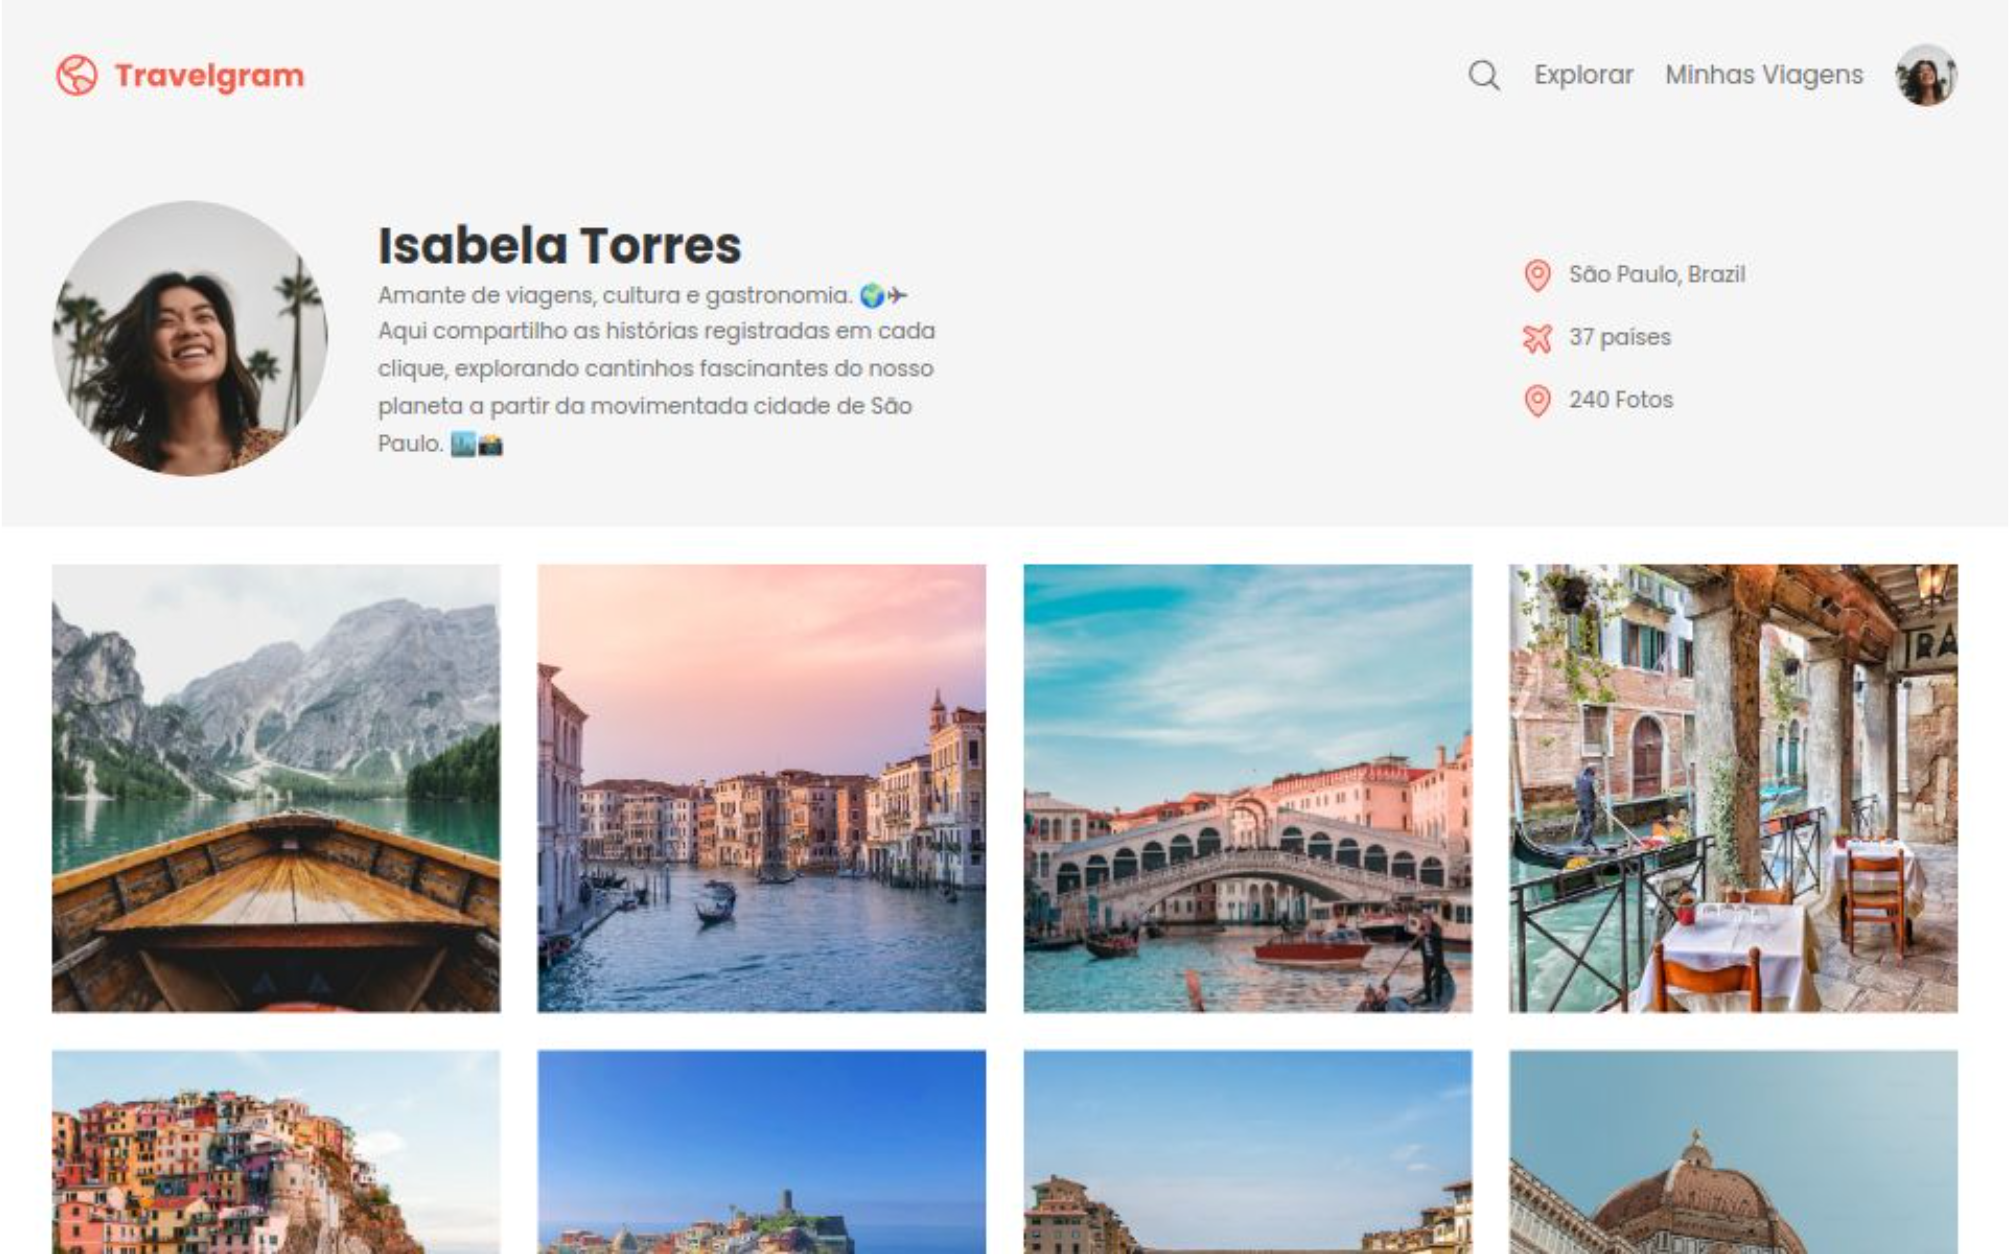 Travelgram
Explorar
Minhas Viagens
Isabela Torres
Amante de viagens, cultura e gastronomia. 🌍✈
Aqui compartilho as histórias registradas em cada
clique, explorando cantinhos fascinantes do nosso
planeta a partir da movimentada cidade de São
Paulo. 🏙️📸
São Paulo, Brazil
37 países
240 Fotos
TRA